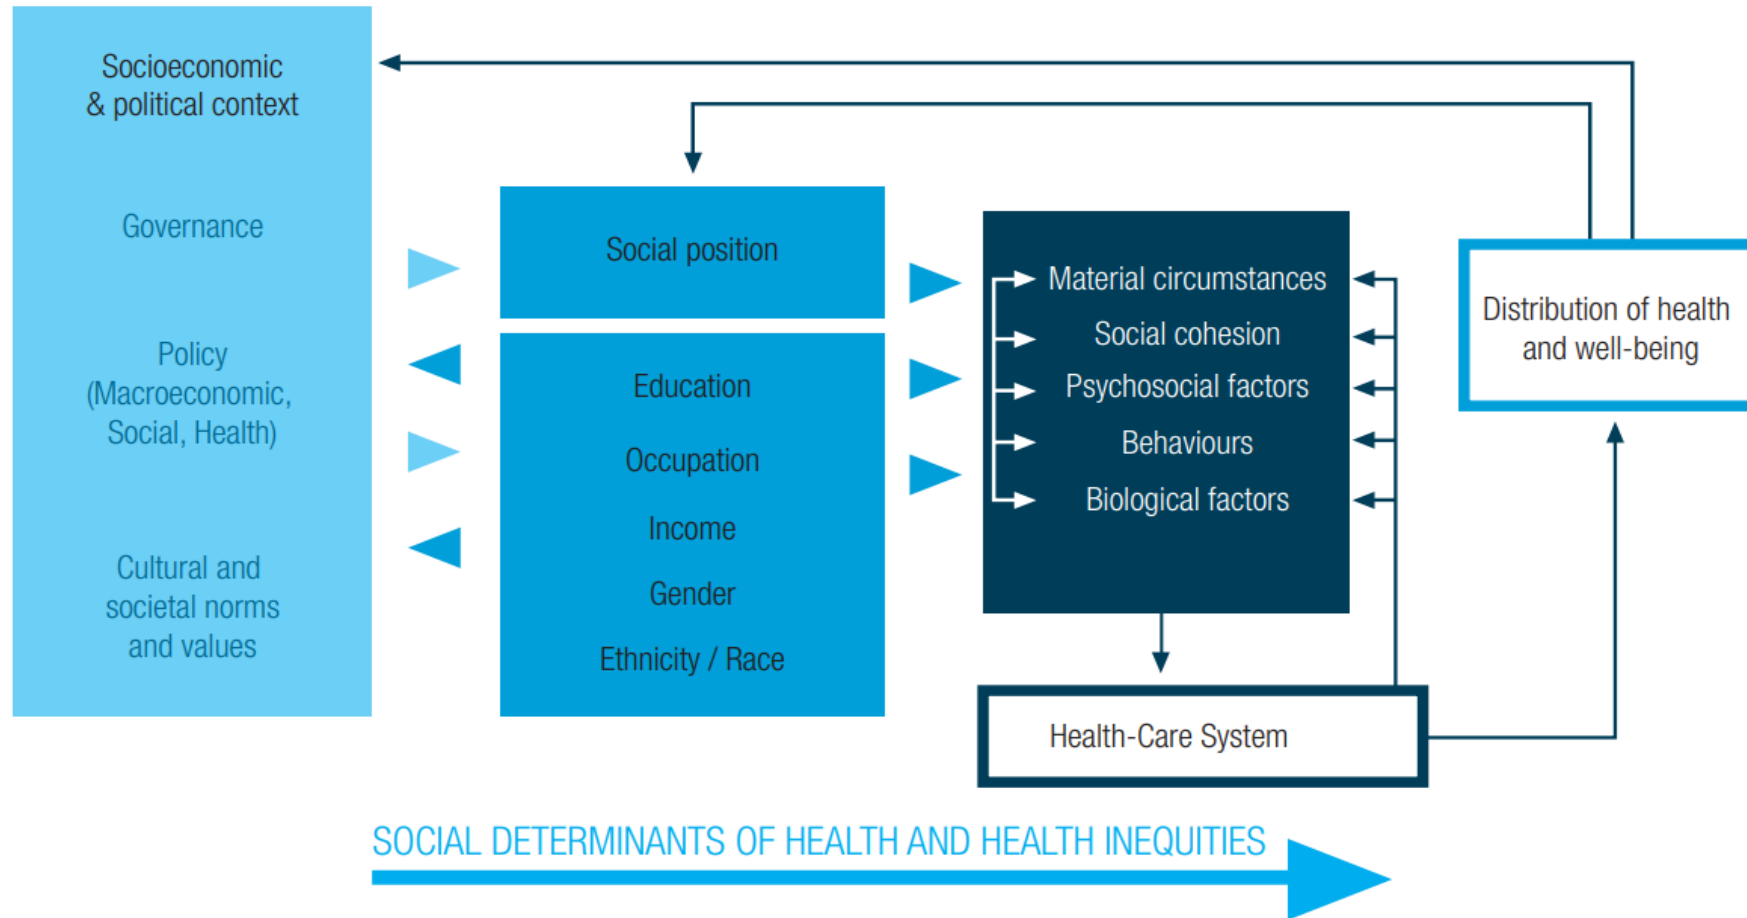 Socioeconomic
& political context
Governance
Policy
(Macroeconomic,
Social, Health)
Cultural and
societal norms
and values
Social position
Education
Occupation
Income
Gender
Ethnicity / Race
Material circumstances
Social cohesion
Psychosocial factors
Behaviours
Biological factors
Health-Care System
Distribution of health
and well-being
SOCIAL DETERMINANTS OF HEALTH AND HEALTH INEQUITIES